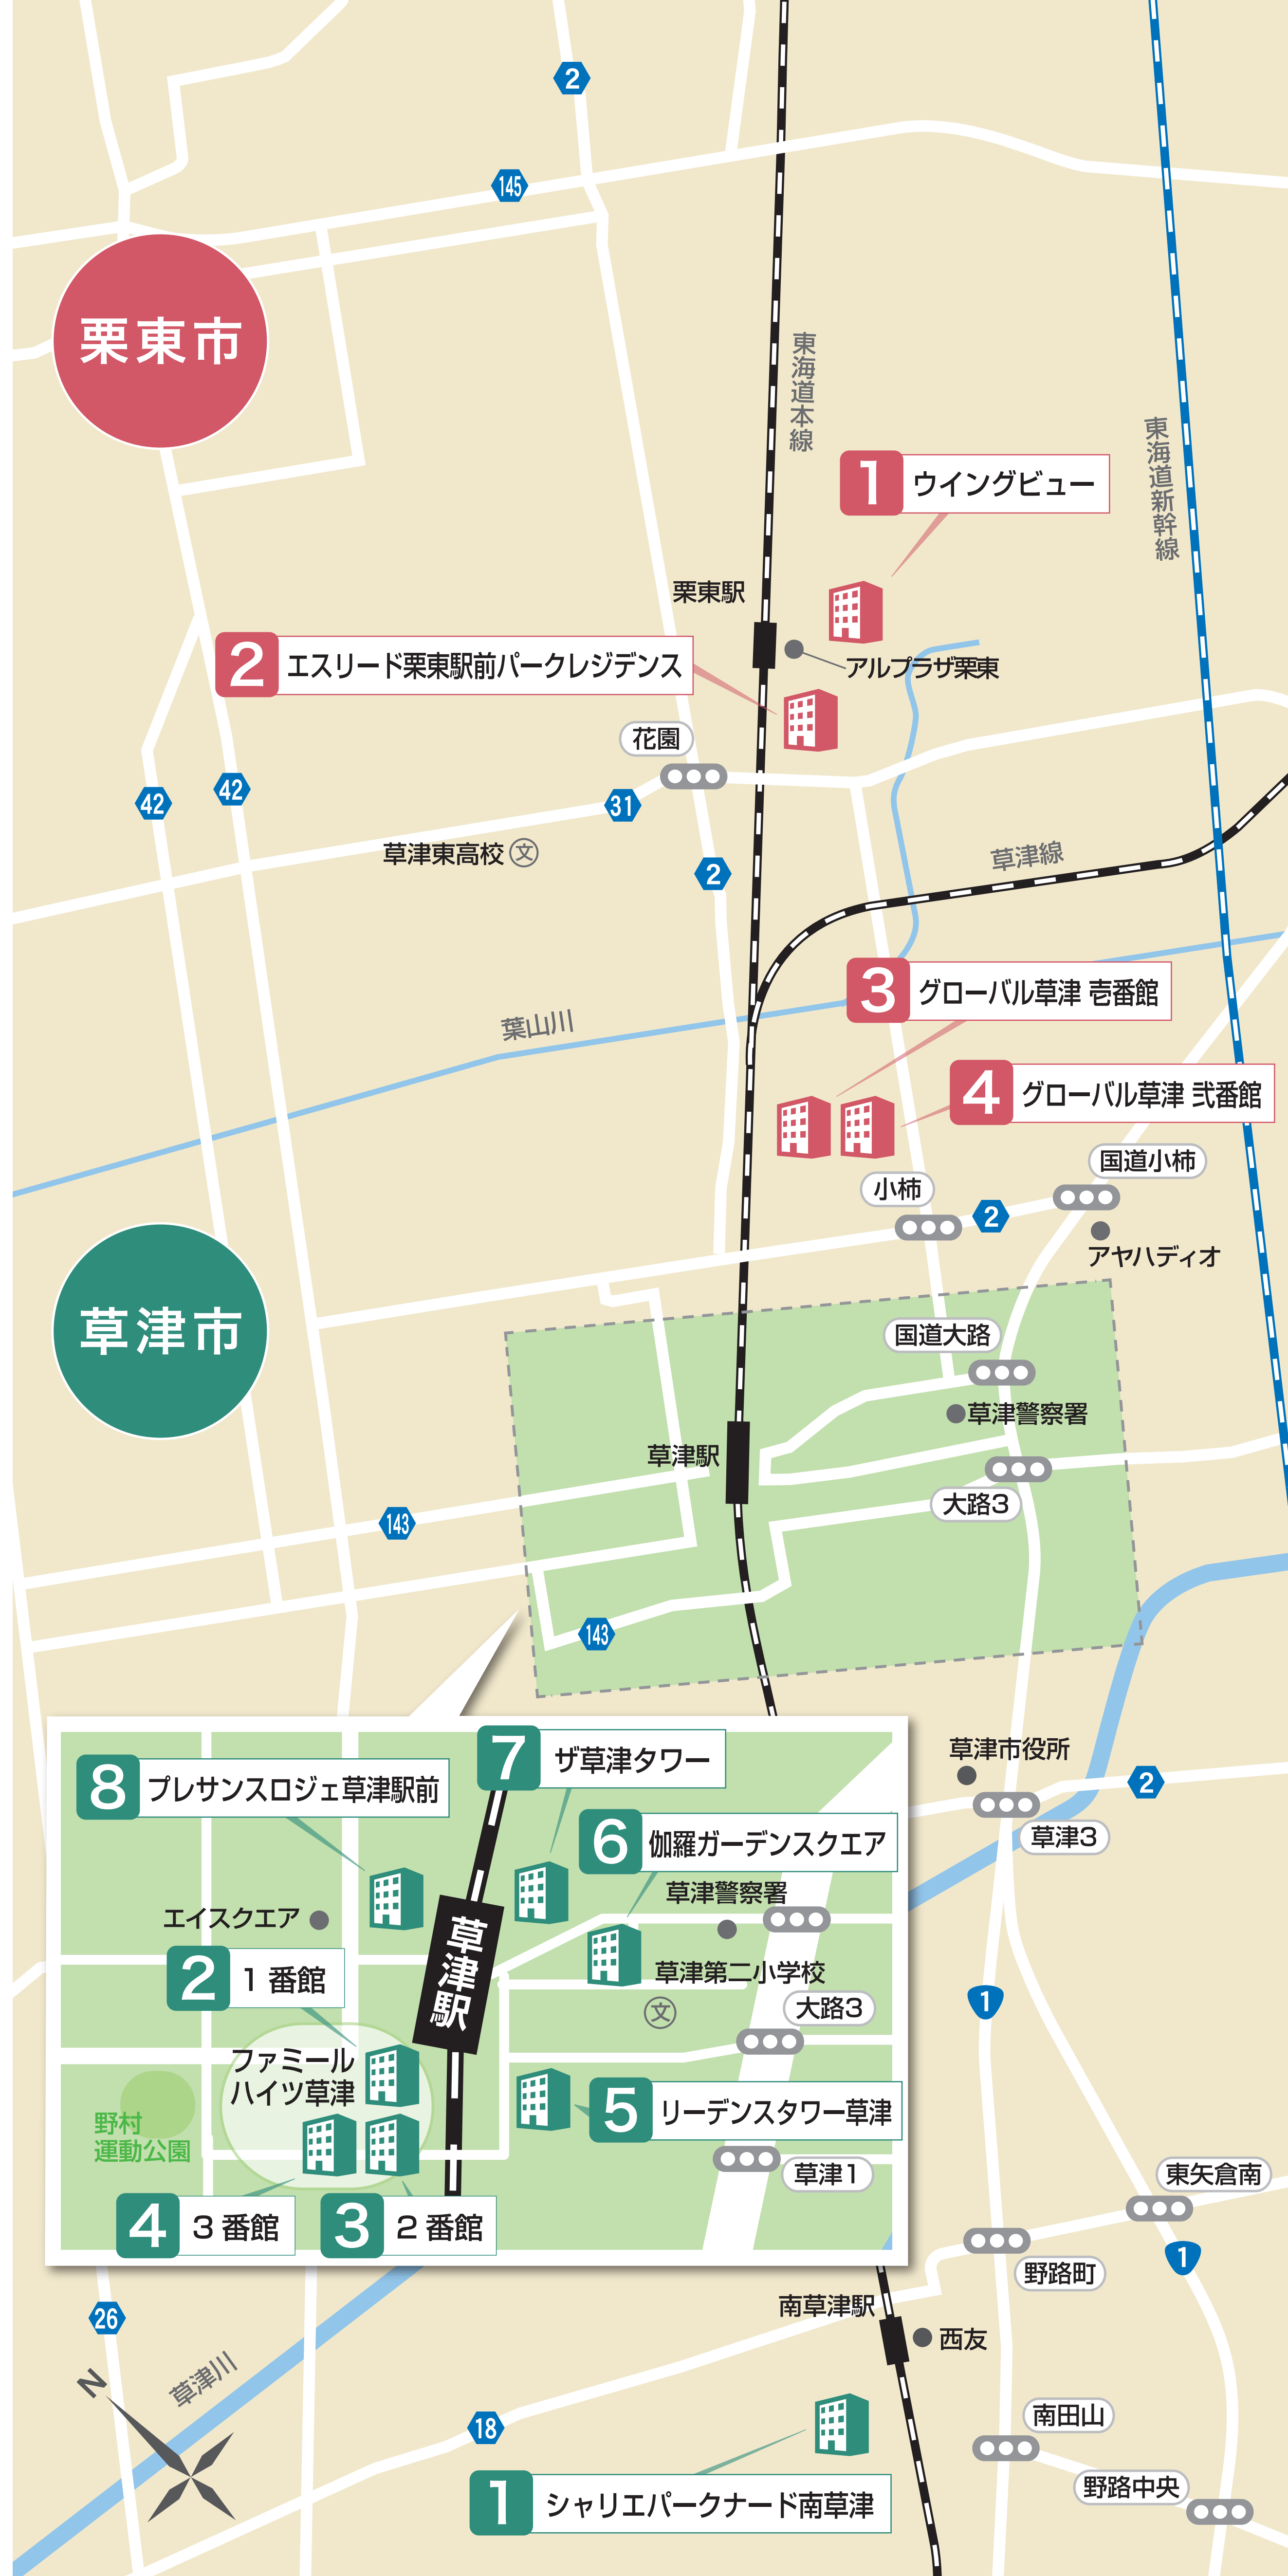 2
145
栗東市
東海道本線
東海道新幹線
1 ウイングビュー
栗東駅
アルプラザ栗東
2 エスリード栗東駅前パークレジデンス
花園
42
42
31
草津東高校 文
2
草津線
3 グローバル草津 壱番館
葉山川
4 グローバル草津 弐番館
国道小柿
小柿
2
アヤハディオ
草津市
国道大路
草津警察署
草津駅
大路3
143
143
7 ザ草津タワー
8 プレサンスロジェ草津駅前
6 伽羅ガーデンスクエア
草津警察署
エイスクエア
草津駅
2 1番館
草津第二小学校
文
大路3
ファミール
ハイツ草津
5 リーデンスタワー草津
野村
運動公園
草津1
4 3番館
3 2番館
草津市役所
2
草津3
1
東矢倉南
1
野路町
南草津駅
西友
26
N
草津川
18
南田山
野路中央
1 シャリエパークナード南草津